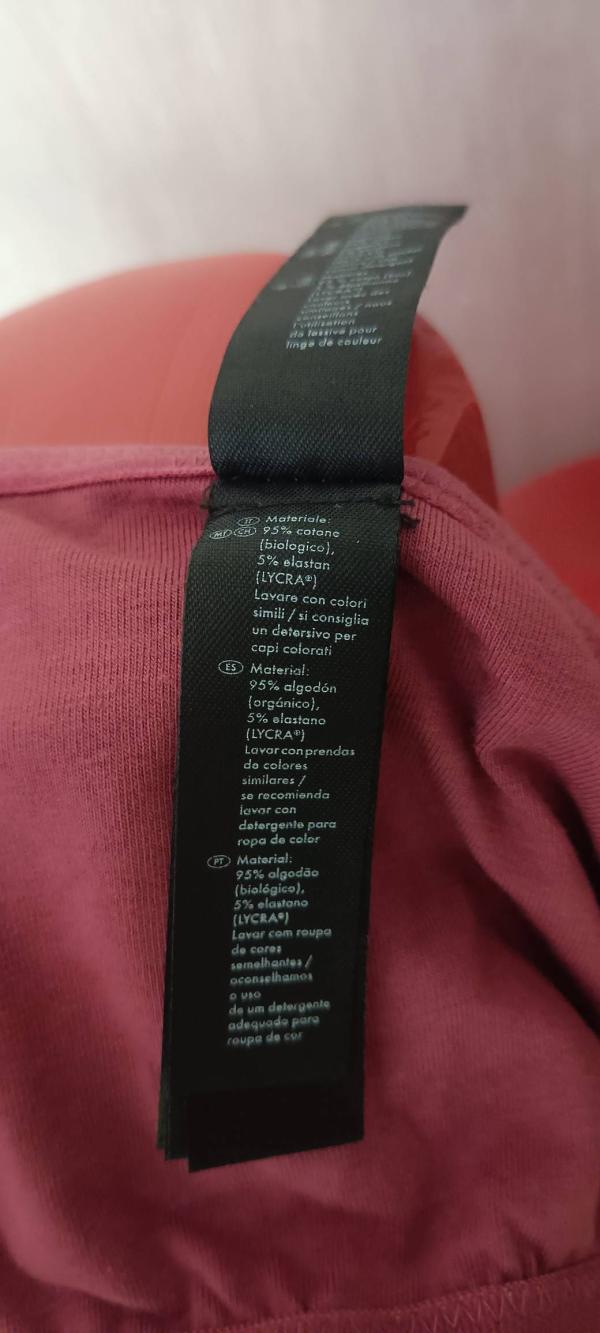 conseillons
l'utilisation
de lessive pour
linge de couleur
IT Materiale:
MT CH 95% cotone
(biologico),
5% elastan
(LYCRA®)
Lavare con colori
simili / si consiglia
un detersivo per
capi colorati
ES Material:
95% algodón
(orgánico),
5% elastano
(LYCRA®)
Lavar con prendas
de colores
similares /
se recomienda
lavar con
detergente para
ropa de color
PT Material:
95% algodão
(biológico),
5% elastano
(LYCRA®)
Lavar com roupa
de cores
semelhantes /
aconselhamos
o uso
de um detergente
adequado para
roupa de cor